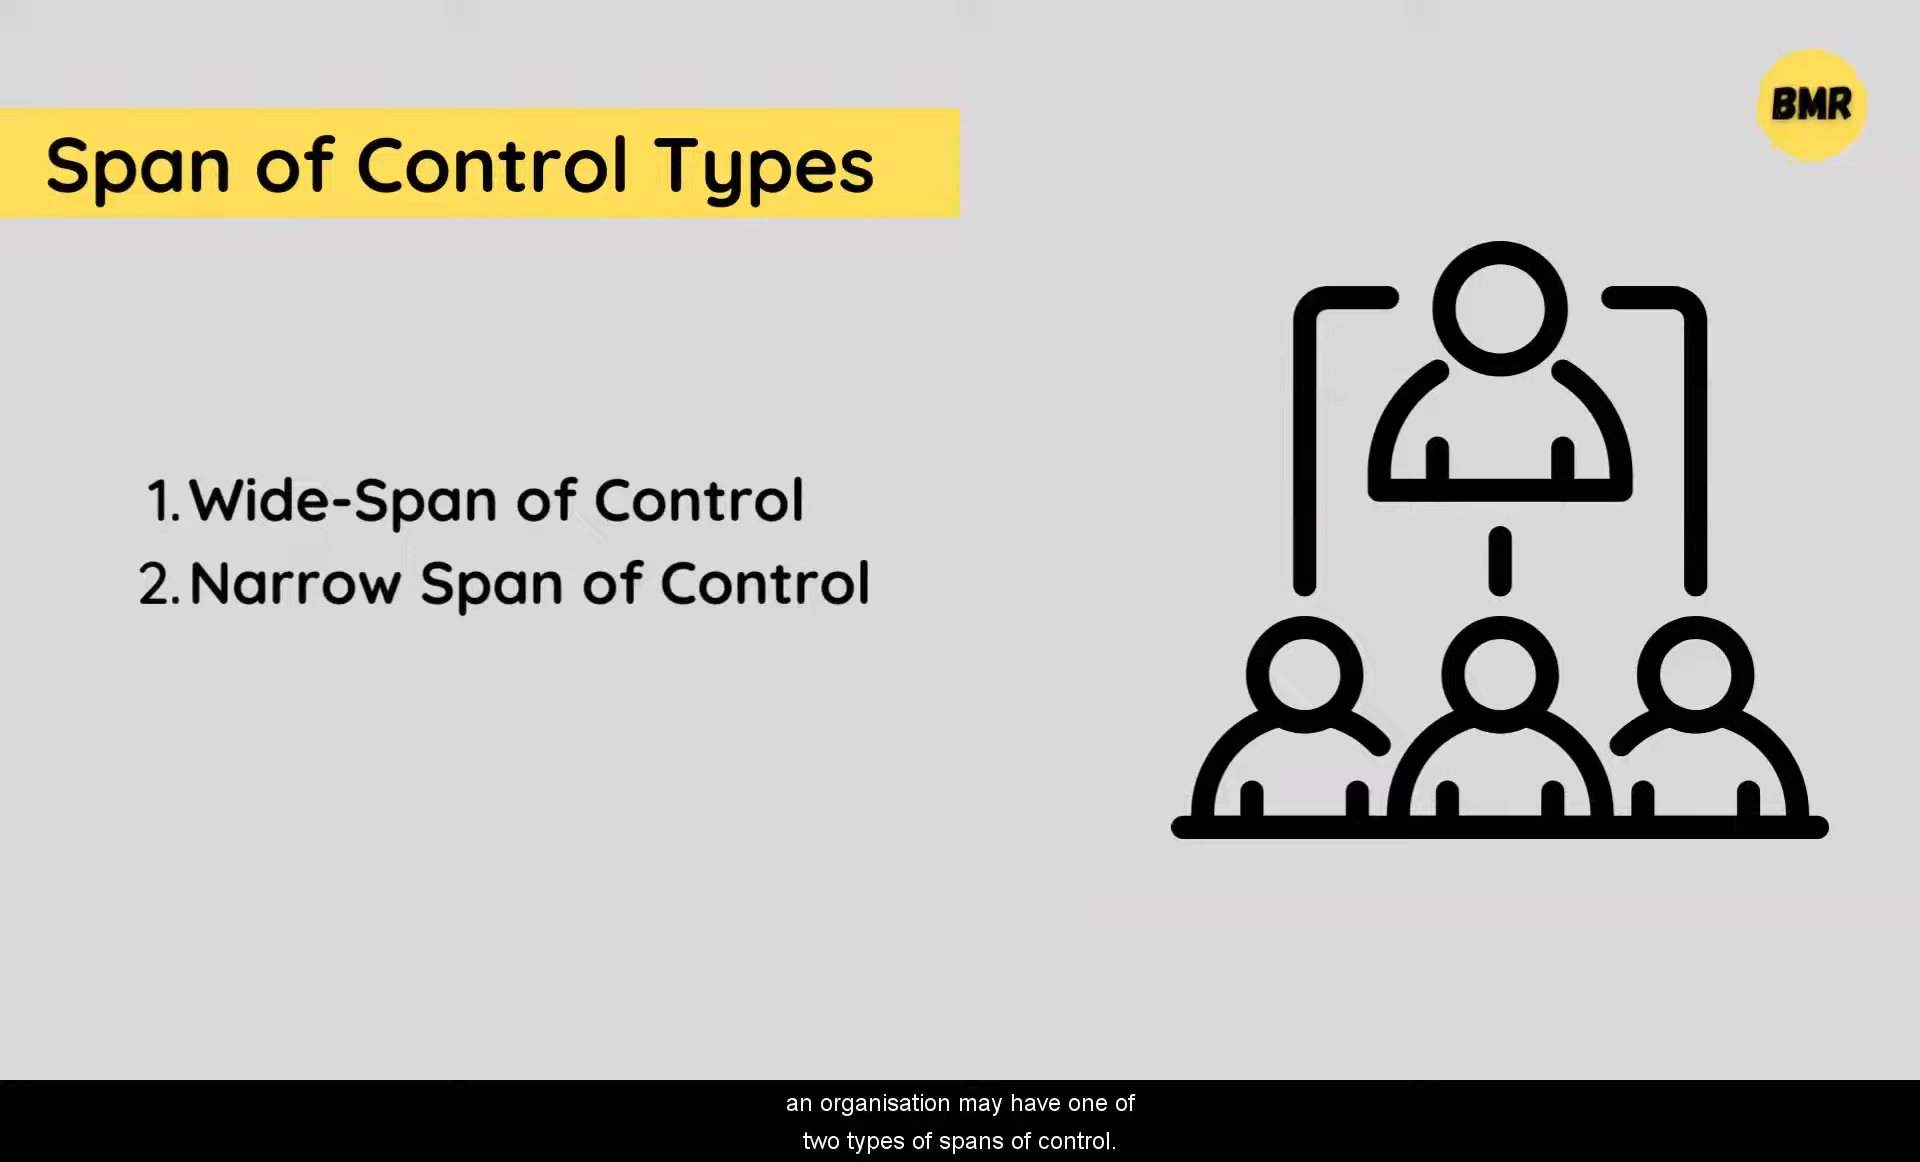 BMR
Span of Control Types
1. Wide-Span of Control
2. Narrow Span of Control
an organisation may have one of
two types of spans of control.